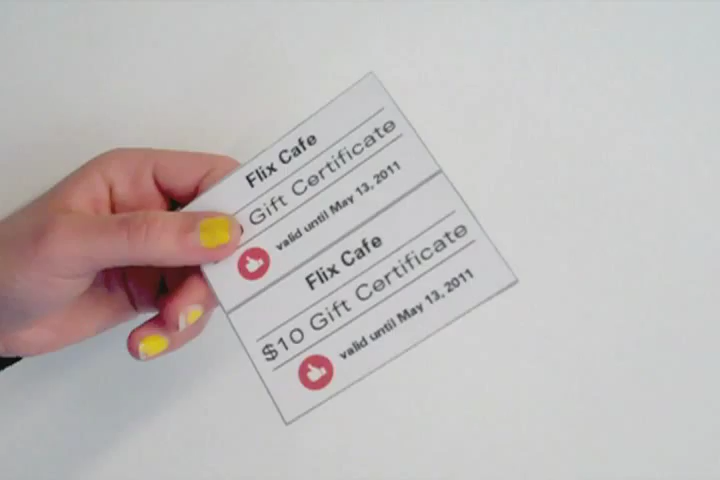 Flix Cafe
Gift Certificate
valid until May 13, 2011
Flix Cafe
$10 Gift Certificate
valid until May 13, 2011